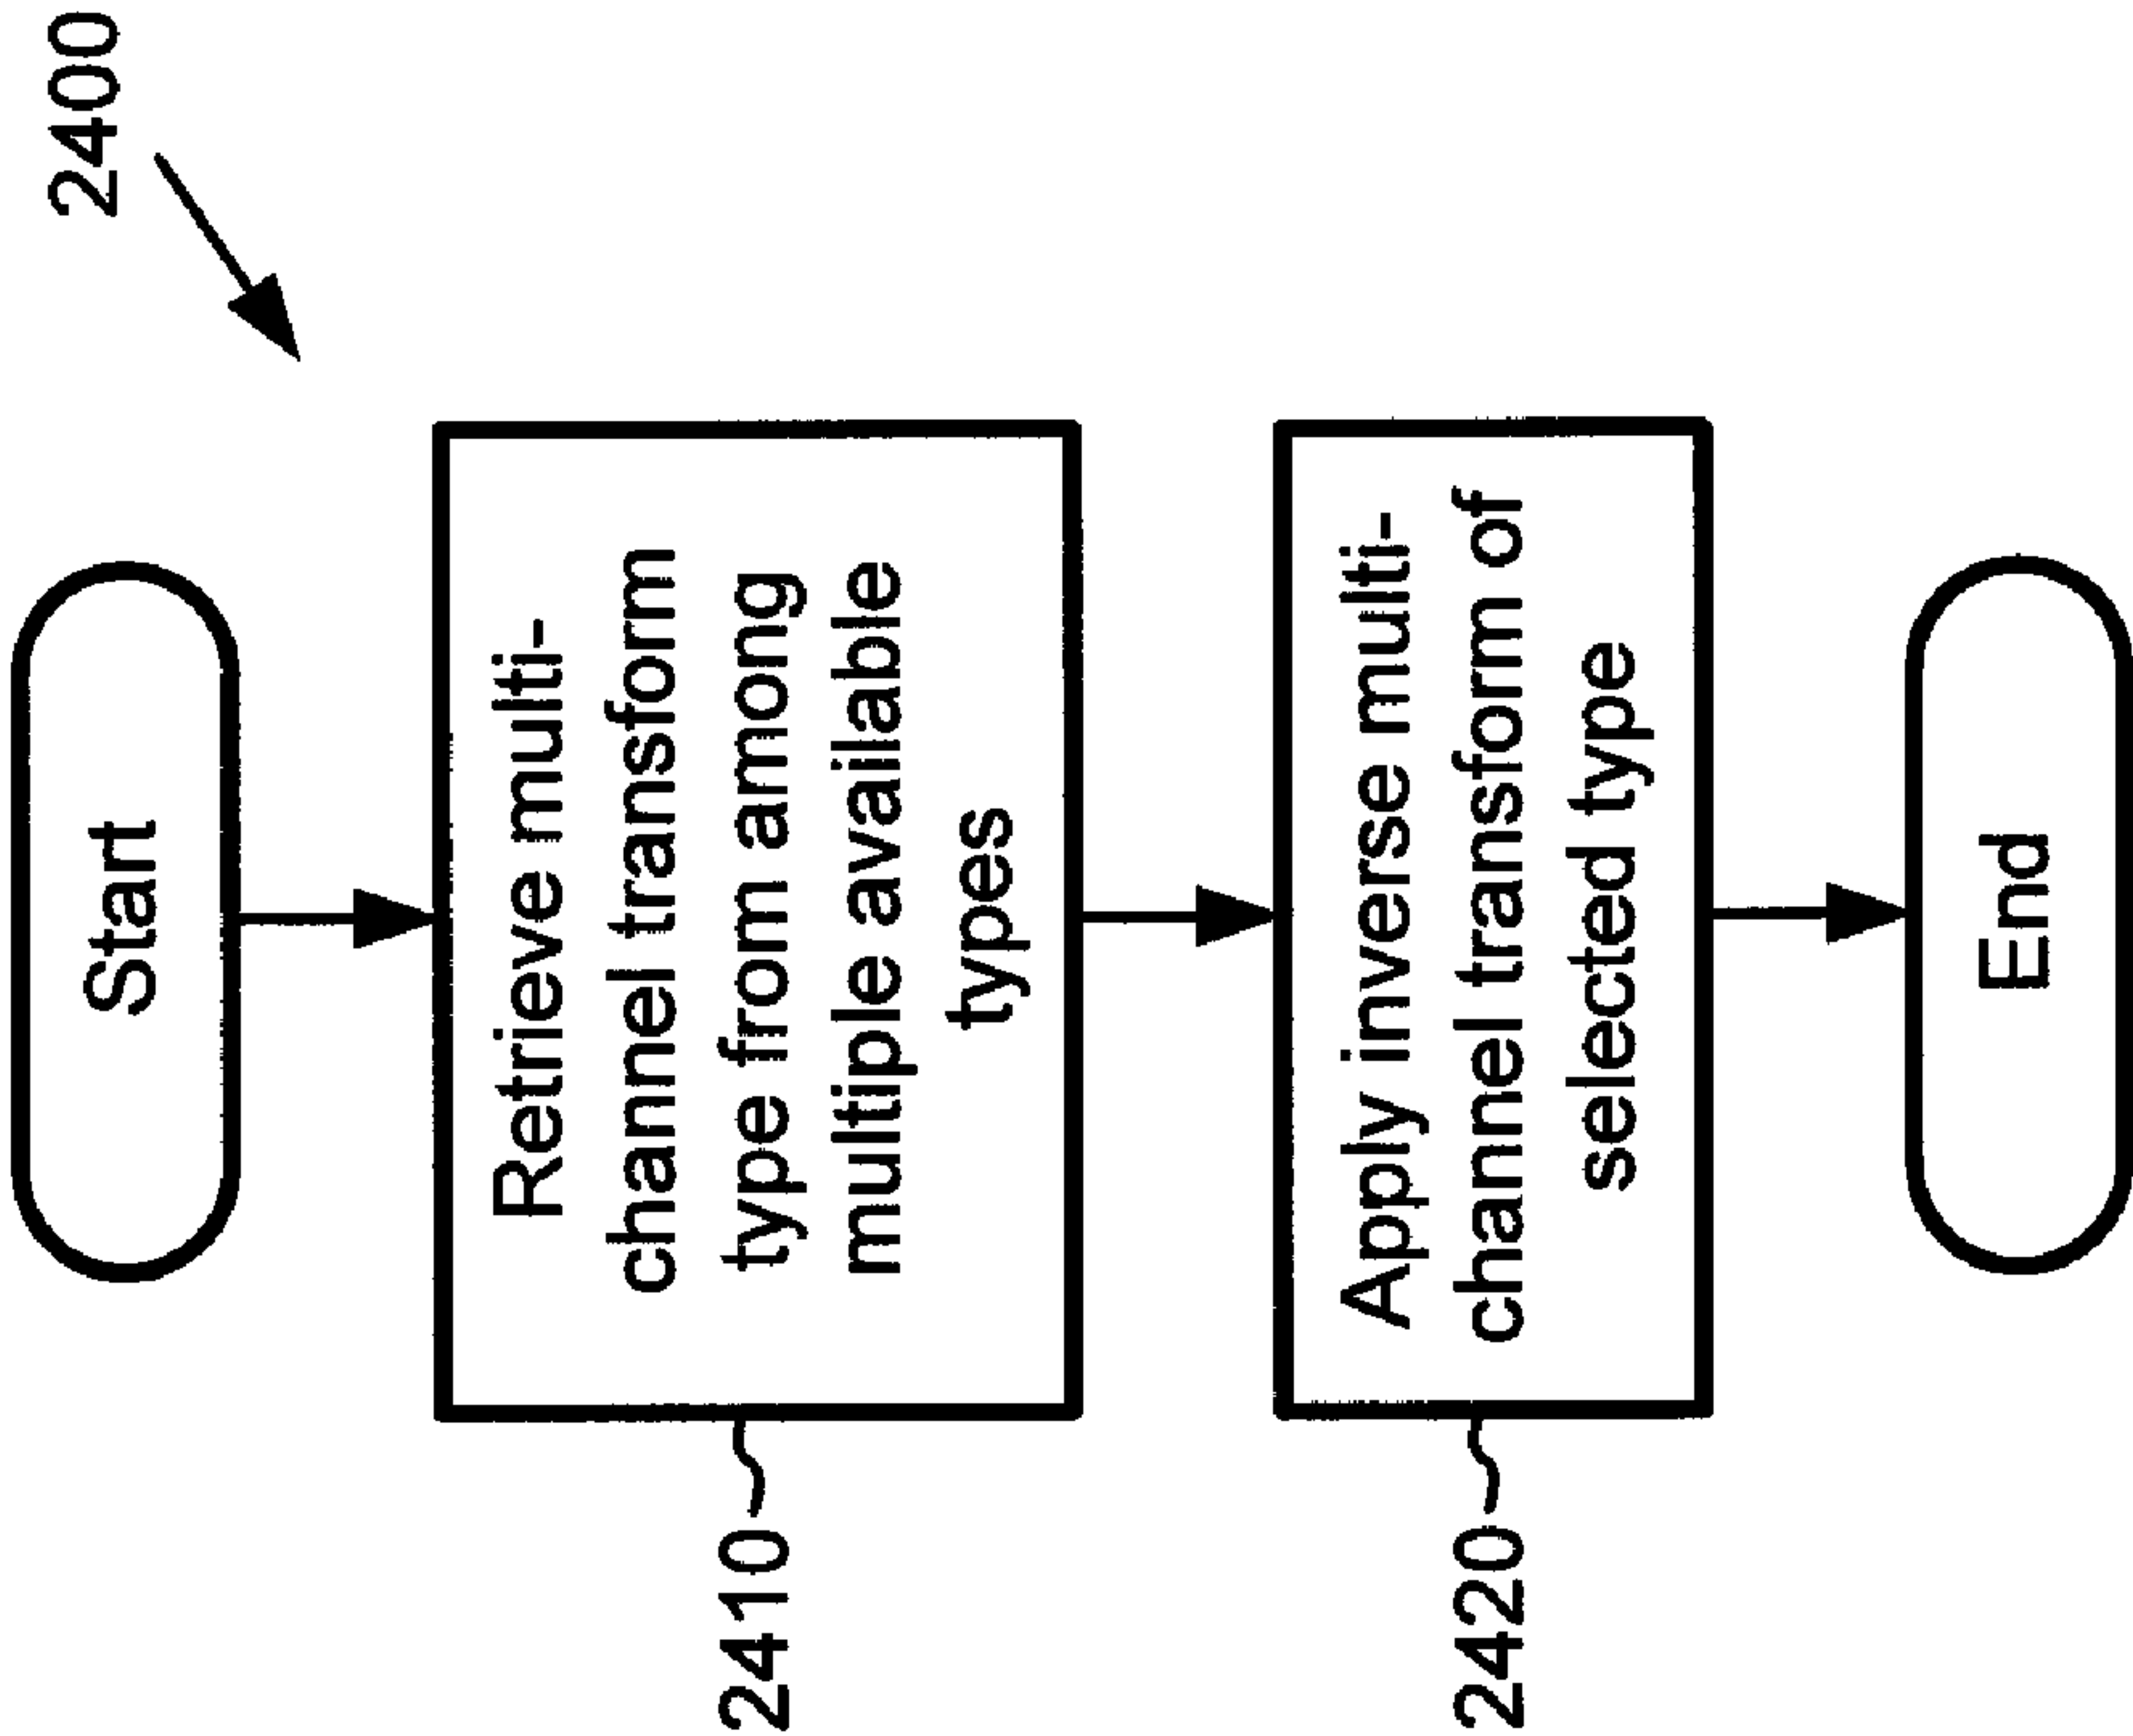 2400
Start
2410
Retrieve multi-
channel transform
type from among
multiple available
types
2420
Apply inverse multi-
channel transform of
selected type
End